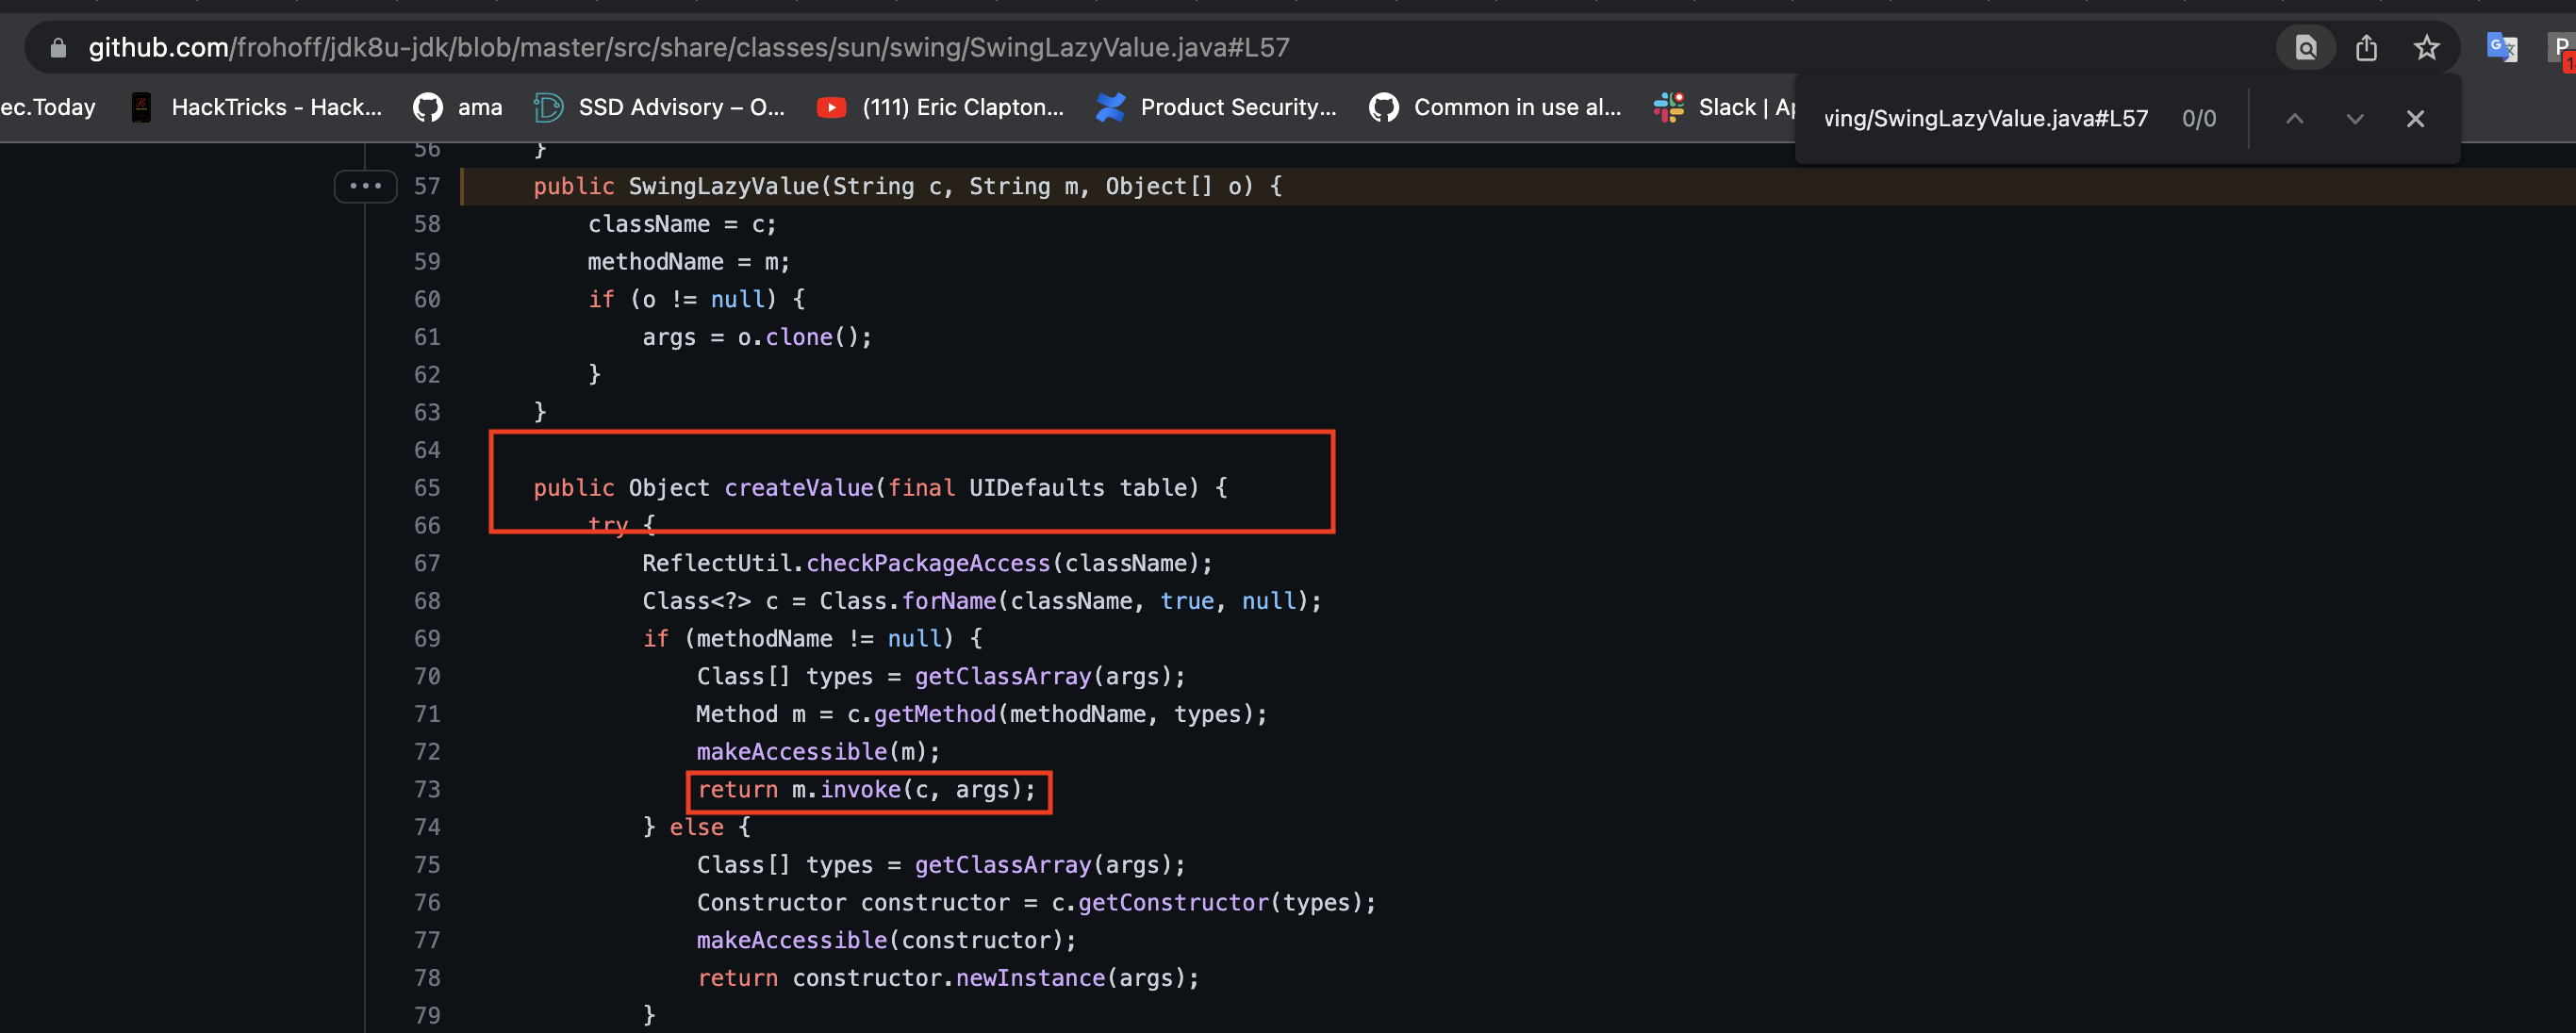 github.com/frohoff/jdk8u-jdk/blob/master/src/share/classes/sun/swing/SwingLazyValue.java#L57
ec.Today HackTricks - Hack... ama SSD Advisory – O... (111) Eric Clapton... Product Security... Common in use al... Slack | Ap
ving/SwingLazyValue.java#L57 0/0
56 }
57 public SwingLazyValue(String c, String m, Object[] o) {
58 className = c;
59 methodName = m;
60 if (o != null) {
61 args = o.clone();
62 }
63 }
64
65 public Object createValue(final UIDefaults table) {
66 try {
67 ReflectUtil.checkPackageAccess(className);
68 Class<?> c = Class.forName(className, true, null);
69 if (methodName != null) {
70 Class[] types = getClassArray(args);
71 Method m = c.getMethod(methodName, types);
72 makeAccessible(m);
73 return m.invoke(c, args);
74 } else {
75 Class[] types = getClassArray(args);
76 Constructor constructor = c.getConstructor(types);
77 makeAccessible(constructor);
78 return constructor.newInstance(args);
79 }